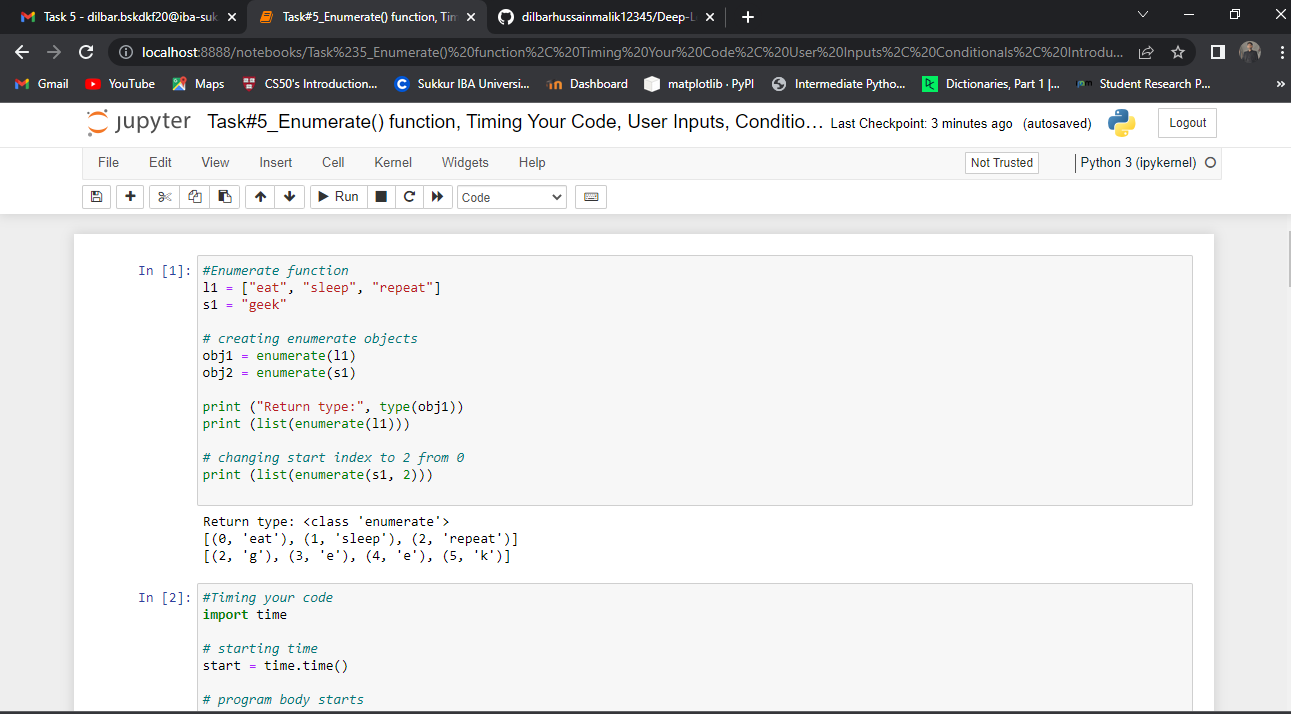 Task 5 - dilbar.bskdkf20@iba-suk
Task#5_Enumerate() function, Tim
dilbarhussainmalik12345/Deep-L
localhost:8888/notebooks/Task%235_Enumerate()%20function%2C%20Timing%20Your%20Code%2C%20User%20Inputs%2C%20Conditionals%2C%20Introdu...
Gmail
YouTube
Maps
CS50's Introduction...
Sukkur IBA Universi...
Dashboard
matplotlib · PyPI
Intermediate Pytho...
Dictionaries, Part 1 |...
Student Research P...
»
jupyter Task#5_Enumerate() function, Timing Your Code, User Inputs, Conditio... Last Checkpoint: 3 minutes ago (autosaved)
Logout
File Edit View Insert Cell Kernel Widgets Help
Not Trusted
Python 3 (ipykernel)
Run
Code
In [1]:
#Enumerate function
l1 = ["eat", "sleep", "repeat"]
s1 = "geek"
# creating enumerate objects
obj1 = enumerate(l1)
obj2 = enumerate(s1)
print ("Return type:", type(obj1))
print (list(enumerate(l1)))
# changing start index to 2 from 0
print (list(enumerate(s1, 2)))
Return type: <class 'enumerate'>
[(0, 'eat'), (1, 'sleep'), (2, 'repeat')]
[(2, 'g'), (3, 'e'), (4, 'e'), (5, 'k')]
In [2]:
#Timing your code
import time
# starting time
start = time.time()
# program body starts